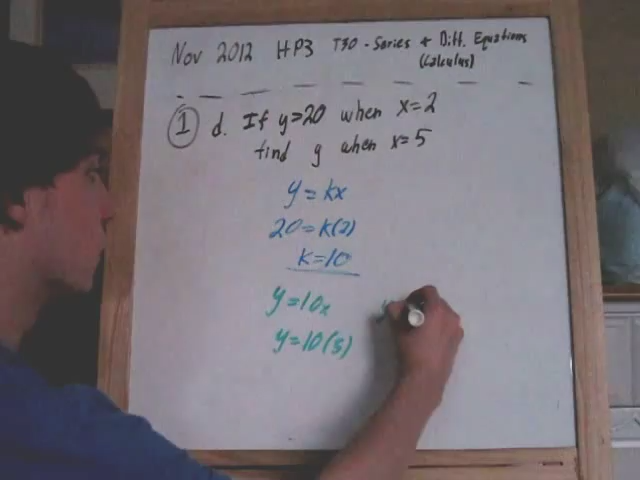 Nov 2012 HP3 T30 - Series & Diff. Equations
(Calculus)
1 d. If y=20 when x=2
find y when x=5
y=kx
20=k(2)
k=10
y=10x
y=10(5)